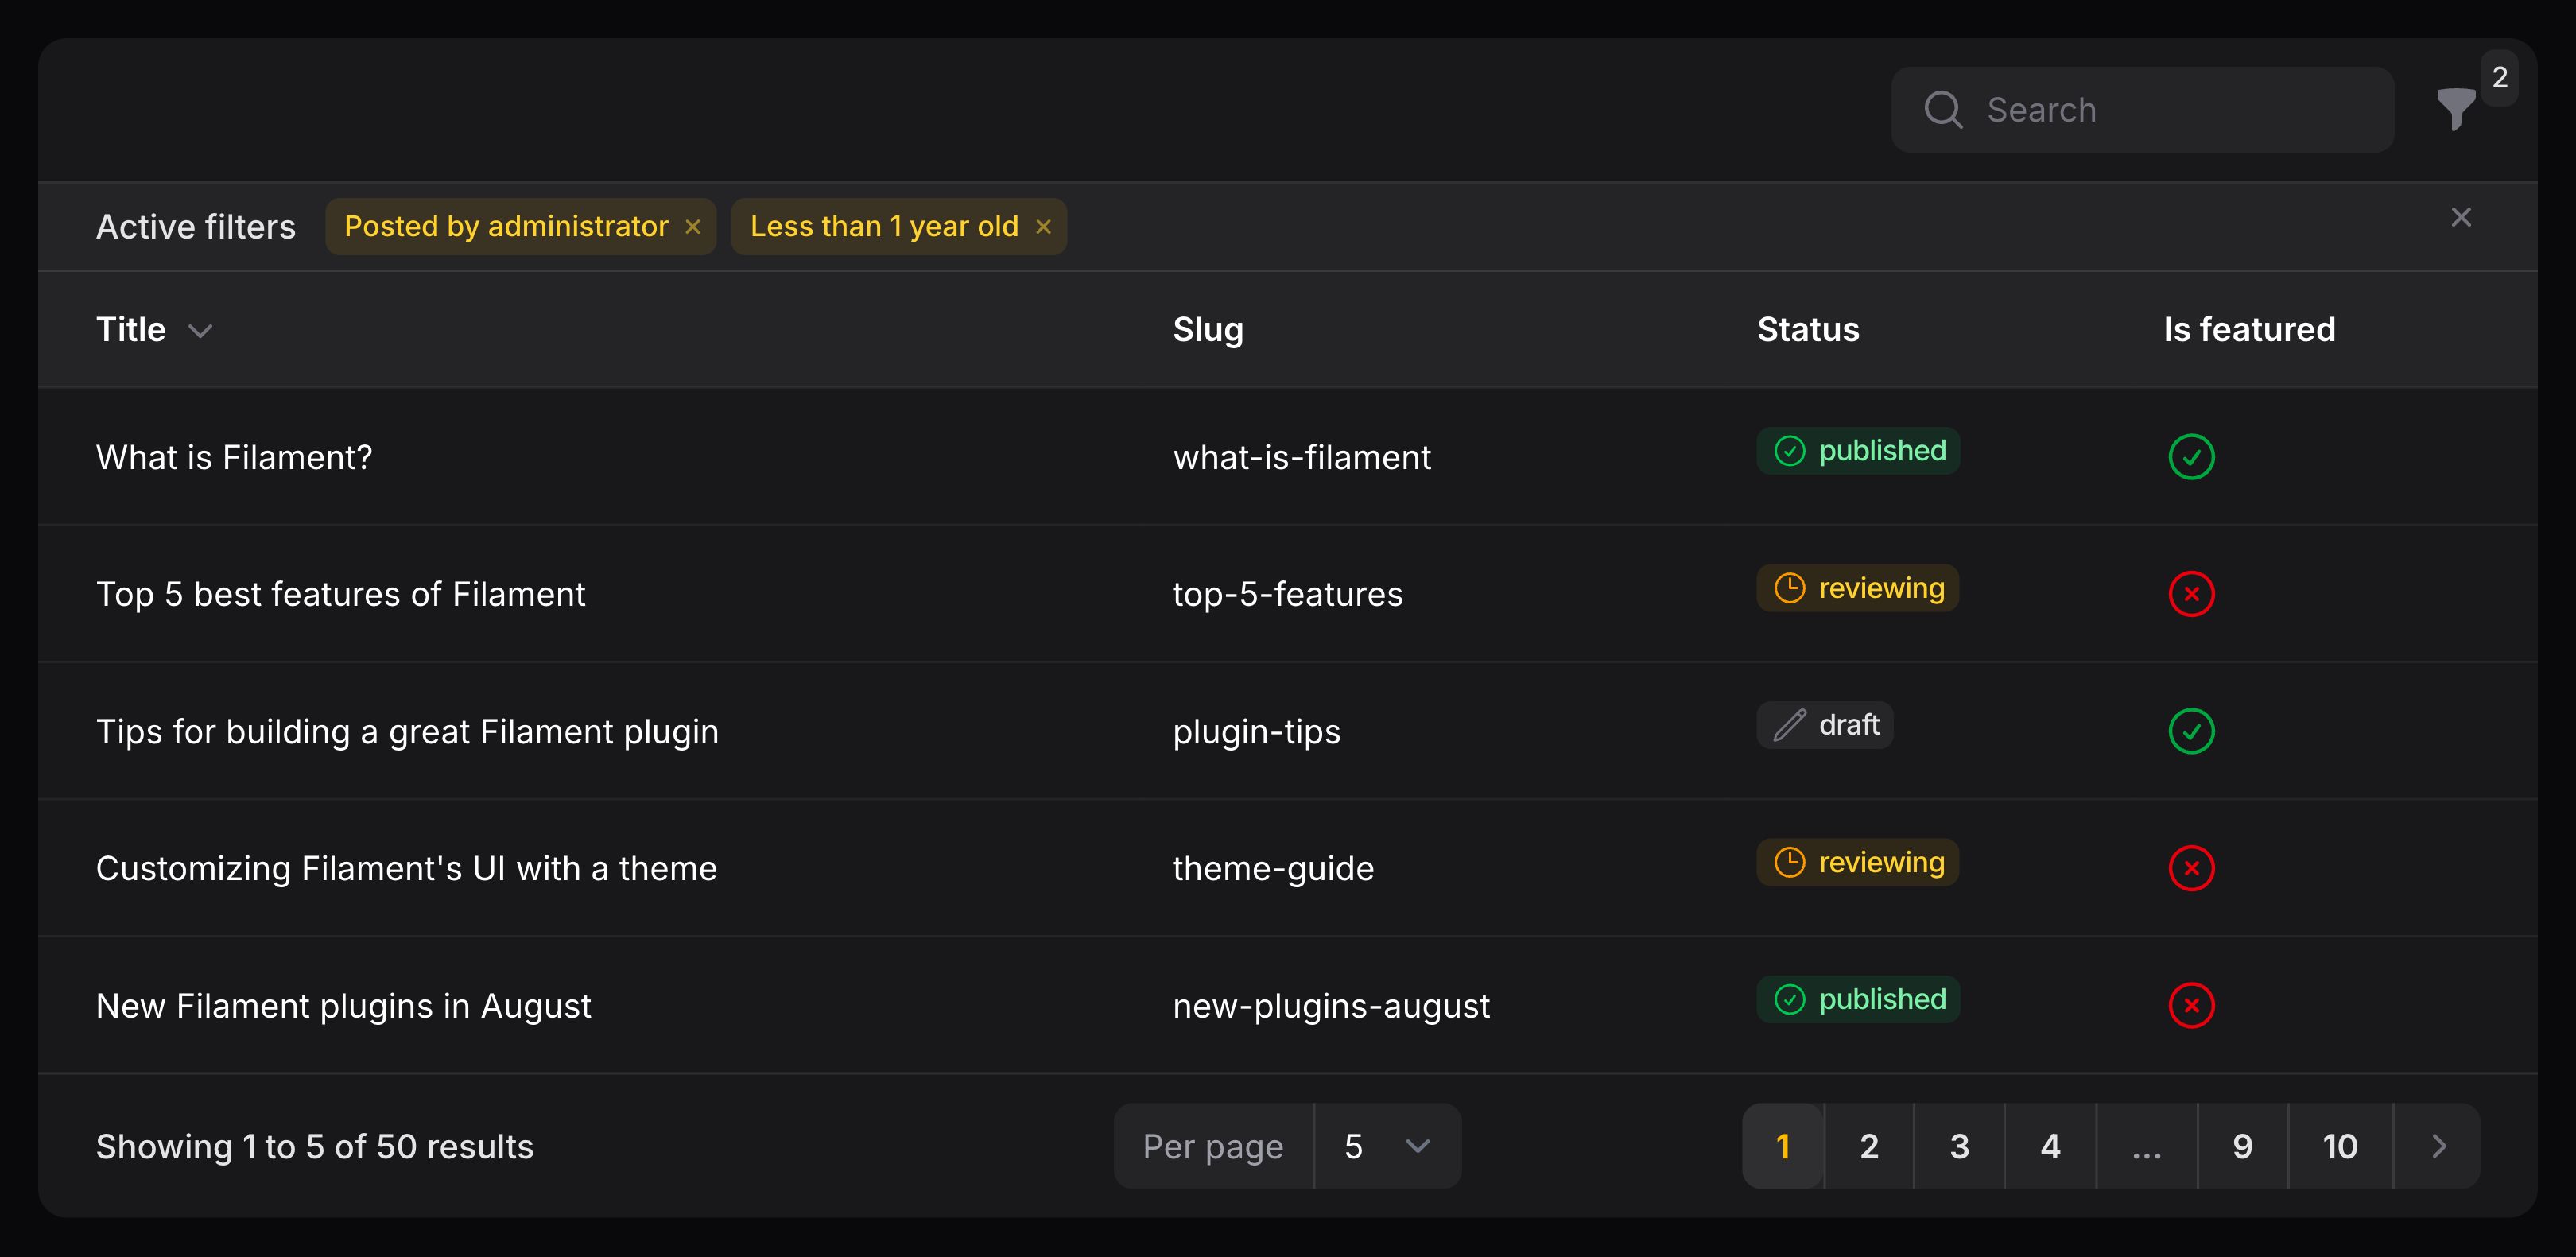 Search
2
Active filters Posted by administrator Less than 1 year old
Title Slug Status Is featured
What is Filament? what-is-filament published
Top 5 best features of Filament top-5-features reviewing
Tips for building a great Filament plugin plugin-tips draft
Customizing Filament's UI with a theme theme-guide reviewing
New Filament plugins in August new-plugins-august published
Showing 1 to 5 of 50 results Per page 5 1 2 3 4 ... 9 10